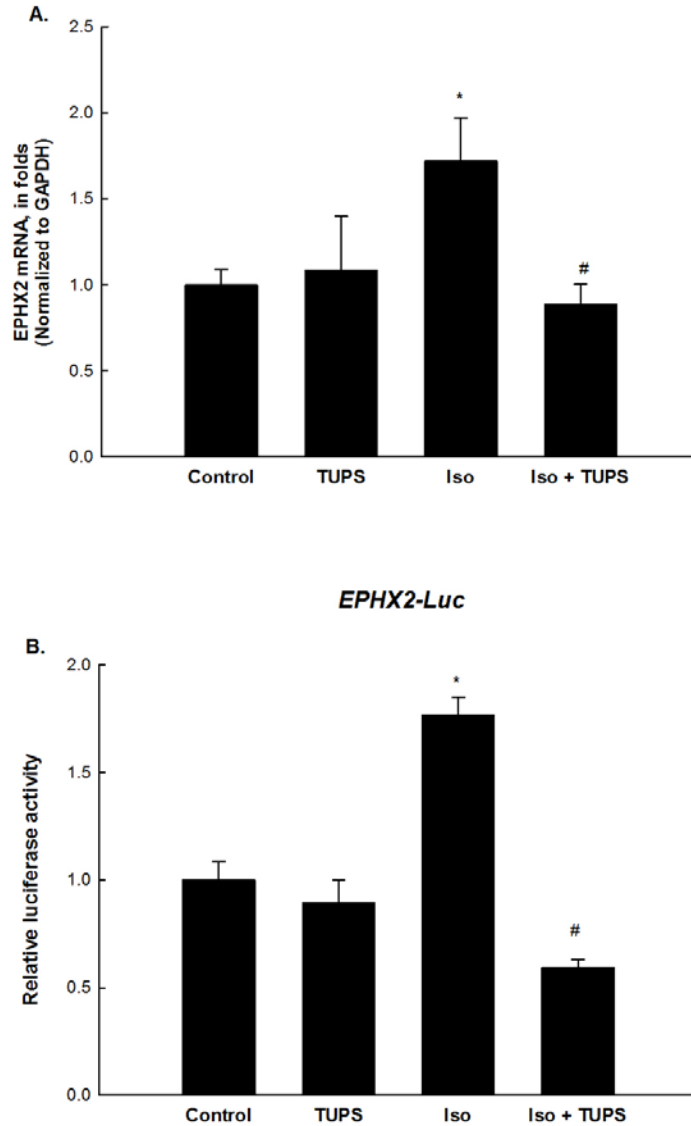 A.
EPHX2 mRNA, in folds
(Normalized to GAPDH)
2.5
2.0
1.5
1.0
0.5
0.0
*
#
Control TUPS Iso Iso + TUPS
EPHX2-Luc
B.
Relative luciferase activity
2.0
1.5
1.0
0.5
0.0
*
#
Control TUPS Iso Iso + TUPS